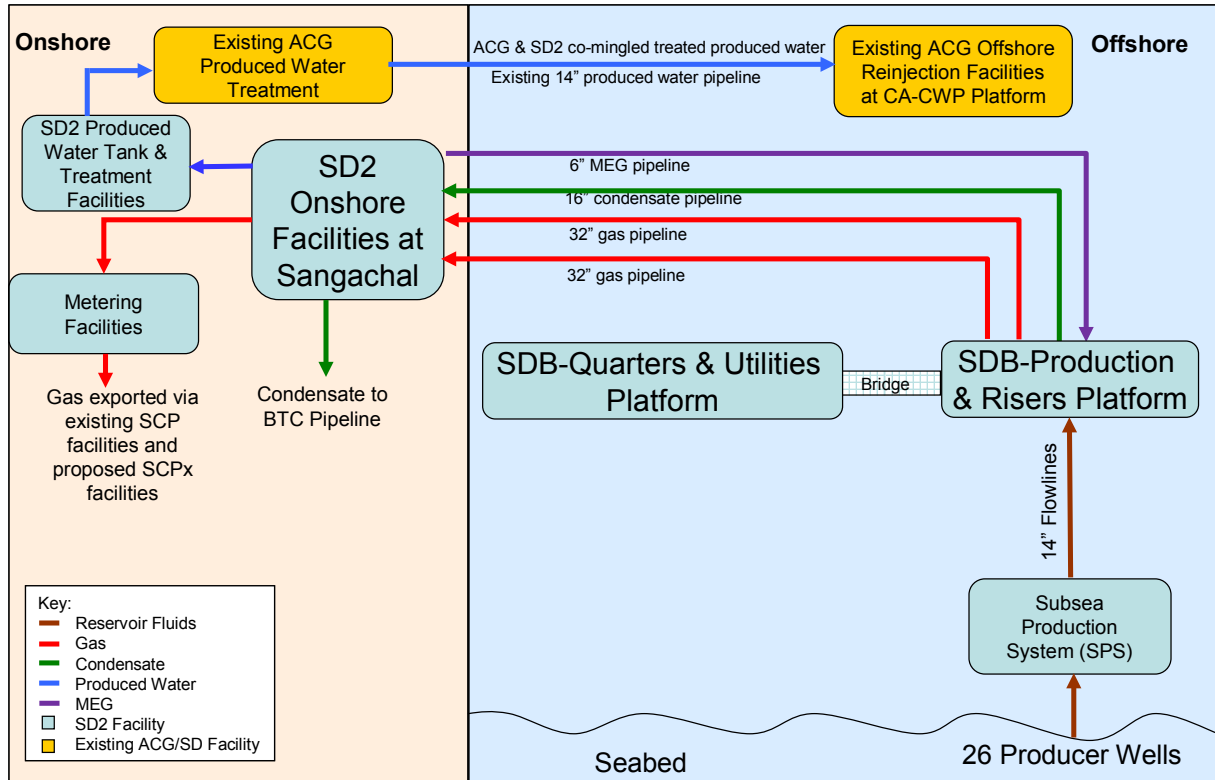 Onshore
Existing ACG
Produced Water
Treatment
ACG & SD2 co-mingled treated produced water
Existing 14” produced water pipeline
Existing ACG Offshore
Reinjection Facilities
at CA-CWP Platform
Offshore
SD2 Produced
Water Tank &
Treatment
Facilities
SD2
Onshore
Facilities at
Sangachal
6” MEG pipeline
16” condensate pipeline
32” gas pipeline
32” gas pipeline
Metering
Facilities
Gas exported via
existing SCP
facilities and
proposed SCPx
facilities
Condensate to
BTC Pipeline
SDB-Quarters & Utilities
Platform
Bridge
SDB-Production
& Risers Platform
14” Flowlines
Subsea
Production
System (SPS)
Key:
Reservoir Fluids
Gas
Condensate
Produced Water
MEG
SD2 Facility
Existing ACG/SD Facility
Seabed
26 Producer Wells